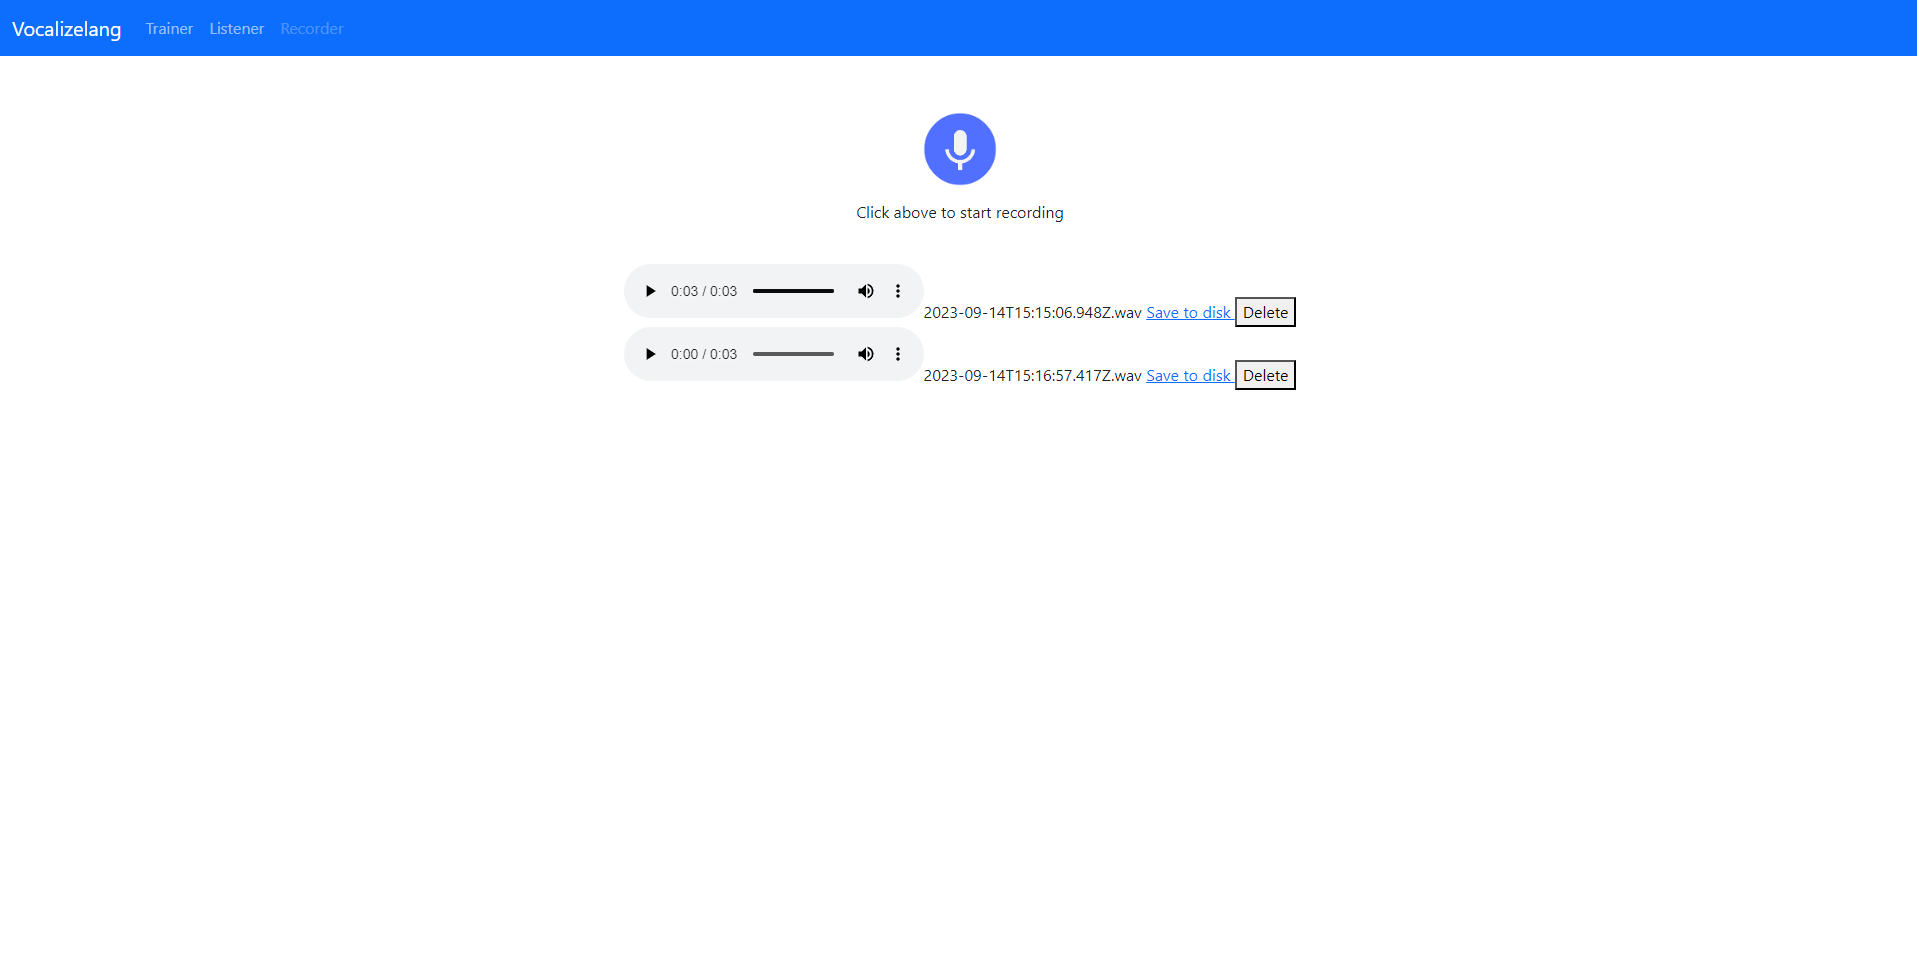 Vocalizelang Trainer Listener Recorder
Click above to start recording
0:03 / 0:03 2023-09-14T15:15:06.948Z.wav Save to disk Delete
0:00 / 0:03 2023-09-14T15:16:57.417Z.wav Save to disk Delete